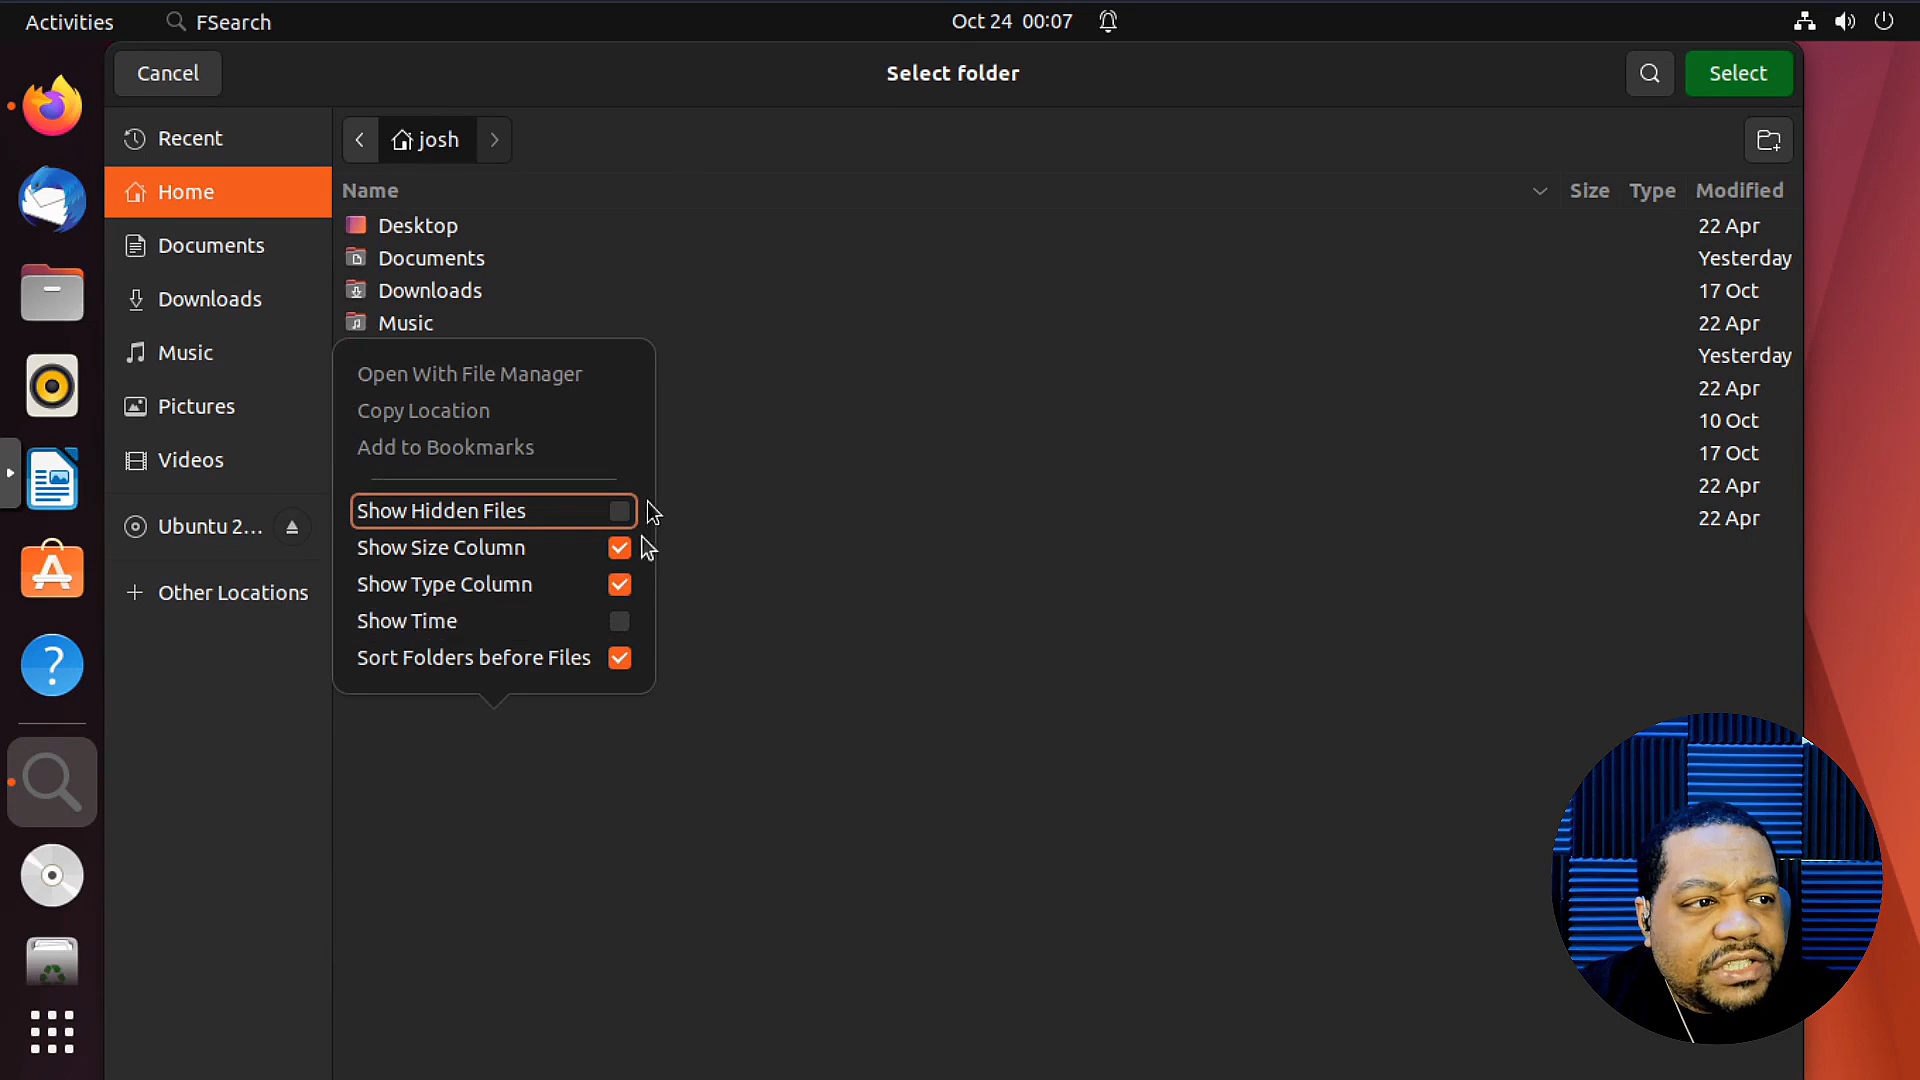 Activities
FSearch
Oct 24 00:07
Cancel
Select folder
Select
Recent
Home
Documents
Downloads
Music
Pictures
Videos
Ubuntu 2...
Other Locations
josh
Name
Size
Type
Modified
Desktop
22 Apr
Documents
Yesterday
Downloads
17 Oct
Music
22 Apr
Yesterday
22 Apr
10 Oct
17 Oct
22 Apr
22 Apr
Open With File Manager
Copy Location
Add to Bookmarks
Show Hidden Files
Show Size Column
Show Type Column
Show Time
Sort Folders before Files